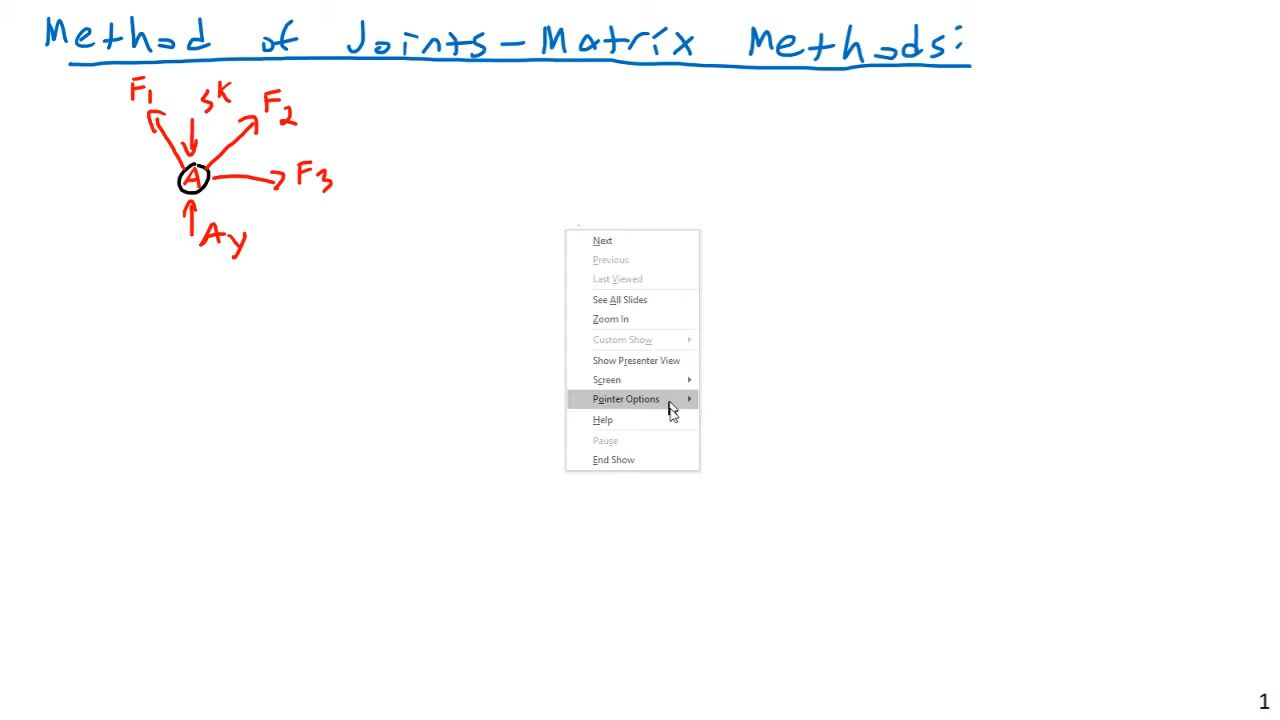 Method of Joints - Matrix Methods:
F1
5K
F2
A
F3
Ay
Next
Previous
Last Viewed
See All Slides
Zoom In
Custom Show
Show Presenter View
Screen
Pointer Options
Help
Pause
End Show
1